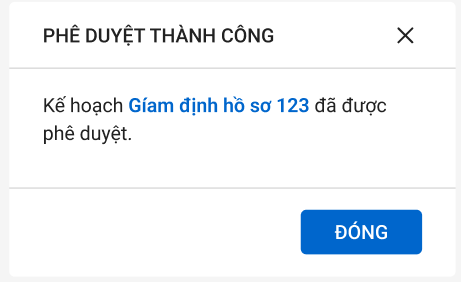 PHÊ DUYỆT THÀNH CÔNG
Kế hoạch Gíam định hồ sơ 123 đã được
phê duyệt.
ĐÓNG